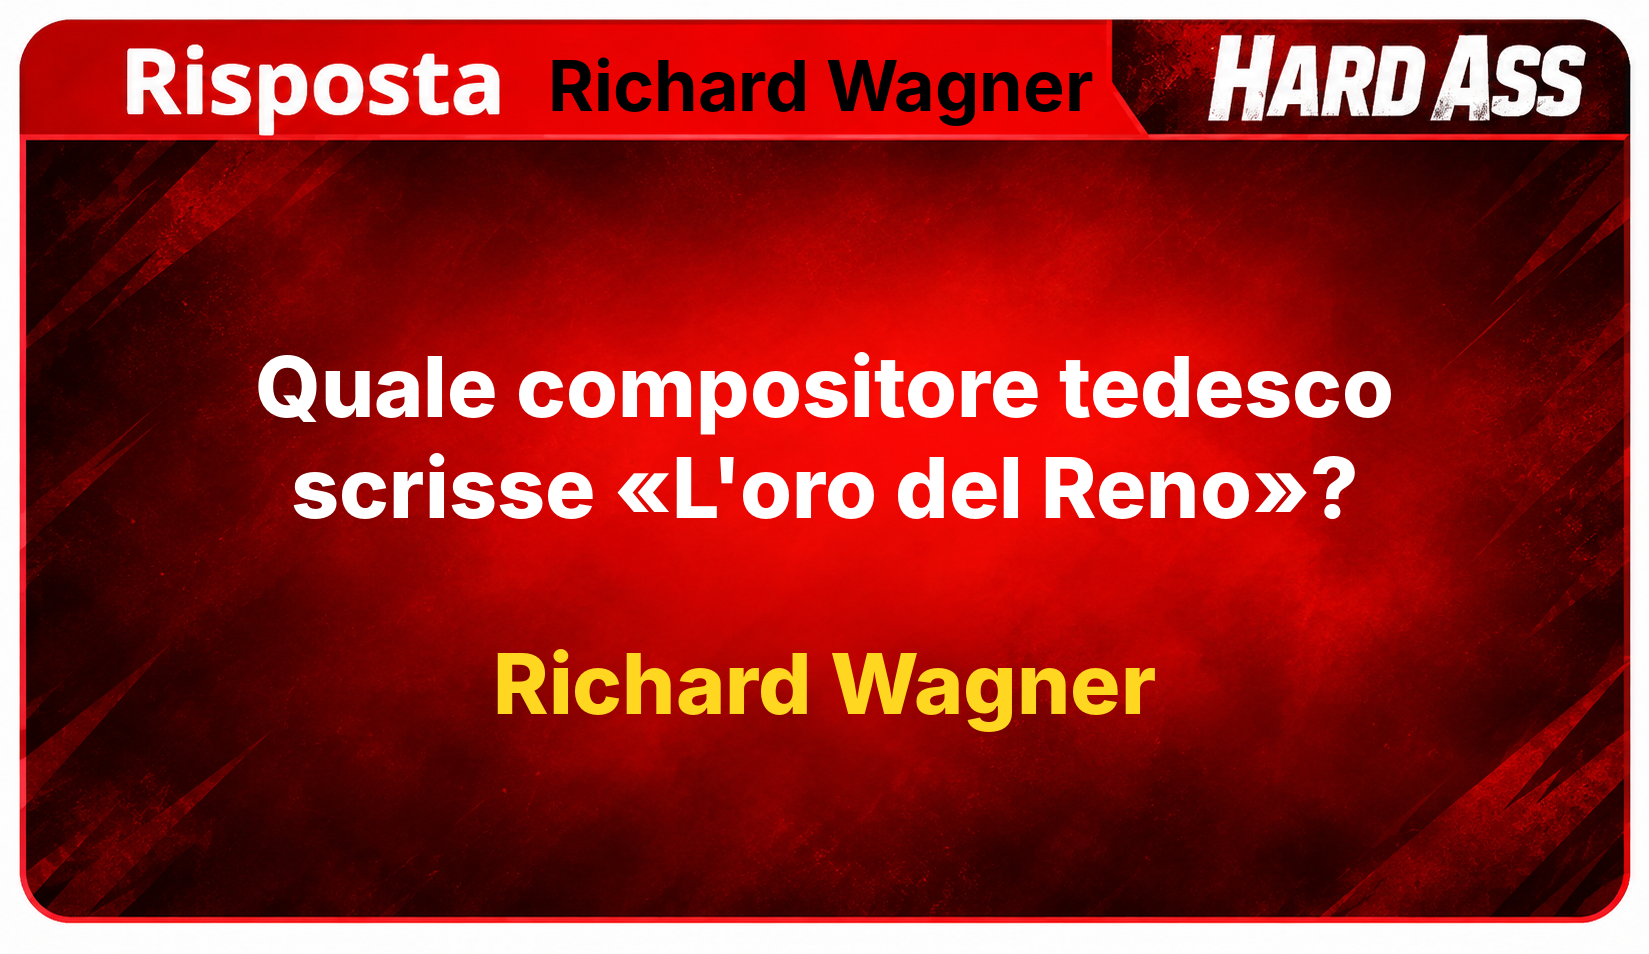 Risposta Richard Wagner HARD ASS
Quale compositore tedesco
scrisse «L'oro del Reno»?
Richard Wagner